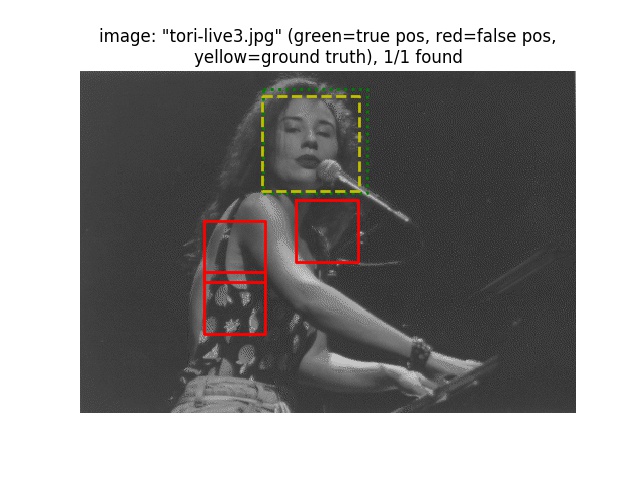 image: "tori-live3.jpg" (green=true pos, red=false pos,
yellow=ground truth), 1/1 found